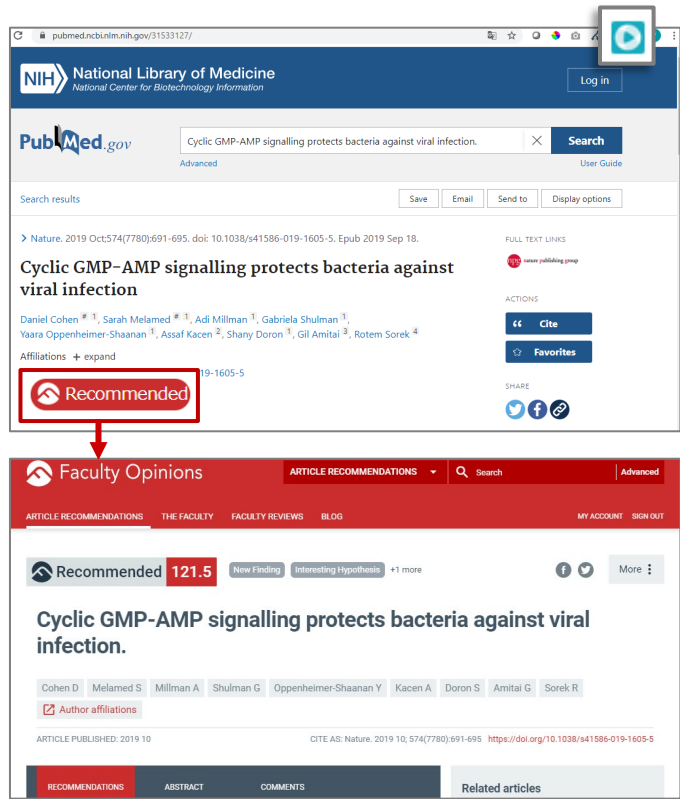 pubmed.ncbi.nlm.nih.gov/31533127/
NIH National Library of Medicine
National Center for Biotechnology Information
Log in
PubMed.gov
Cyclic GMP-AMP signalling protects bacteria against viral infection.
Search
Advanced
User Guide
Search results
Save Email Send to Display options
Nature. 2019 Oct;574(7780):691-695. doi: 10.1038/s41586-019-1605-5. Epub 2019 Sep 18.
FULL TEXT LINKS
Cyclic GMP-AMP signalling protects bacteria against
viral infection
npg nature publishing group
ACTIONS
Daniel Cohen # 1, Sarah Melamed # 1, Adi Millman 1, Gabriela Shulman 1,
Yaara Oppenheimer-Shaanan 1, Assaf Kacen 2, Shany Doron 1, Gil Amitai 3, Rotem Sorek 4
Cite
Affiliations + expand
Favorites
19-1605-5
Recommended
SHARE
Faculty Opinions
ARTICLE RECOMMENDATIONS
Search
Advanced
ARTICLE RECOMMENDATIONS THE FACULTY FACULTY REVIEWS BLOG
MY ACCOUNT SIGN OUT
Recommended 121.5
New Finding Interesting Hypothesis +1 more
More
Cyclic GMP-AMP signalling protects bacteria against viral
infection.
Cohen D Melamed S Millman A Shulman G Oppenheimer-Shaanan Y Kacen A Doron S Amitai G Sorek R
Author affiliations
ARTICLE PUBLISHED: 2019 10
CITE AS: Nature. 2019 10; 574(7780):691-695 https://doi.org/10.1038/s41586-019-1605-5
RECOMMENDATIONS ABSTRACT COMMENTS
Related articles